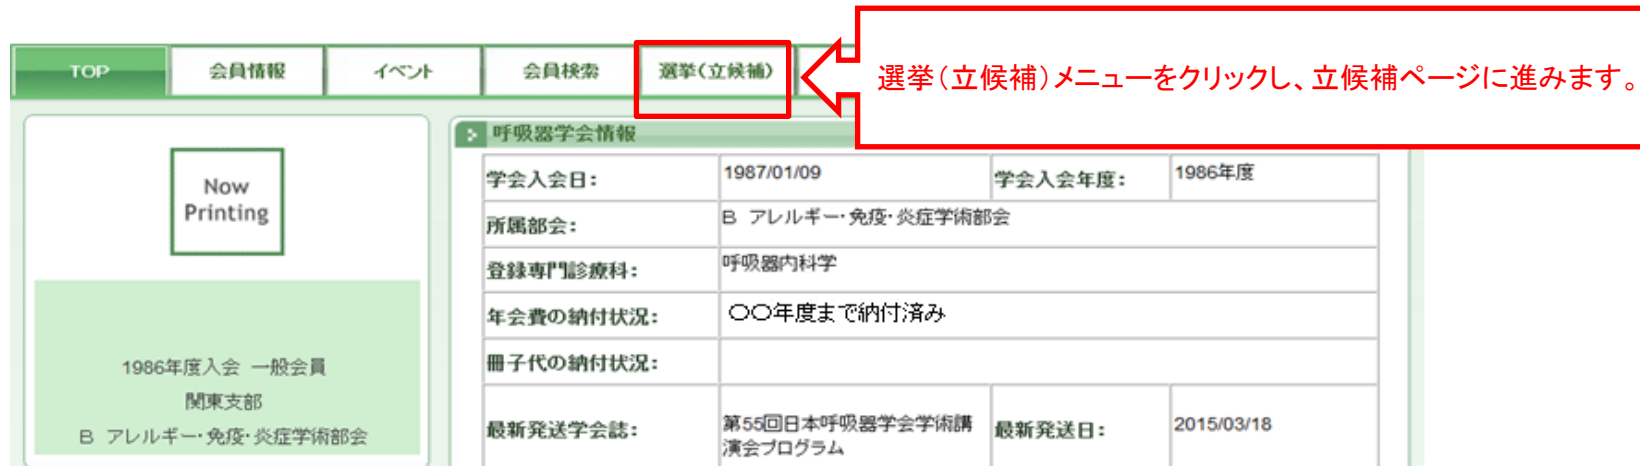 TOP 会員情報 イベント 会員検索 選挙(立候補)
選挙(立候補)メニューをクリックし、立候補ページに進みます。
Now
Printing
1986年度入会 一般会員
関東支部
B アレルギー・免疫・炎症学術部会
呼吸器学会情報
学会入会日: 1987/01/09 学会入会年度: 1986年度
所属部会: B アレルギー・免疫・炎症学術部会
登録専門診療科: 呼吸器内科学
年会費の納付状況: 〇〇年度まで納付済み
冊子代の納付状況:
最新発送学会誌: 第55回日本呼吸器学会学術講
演会プログラム
最新発送日: 2015/03/18